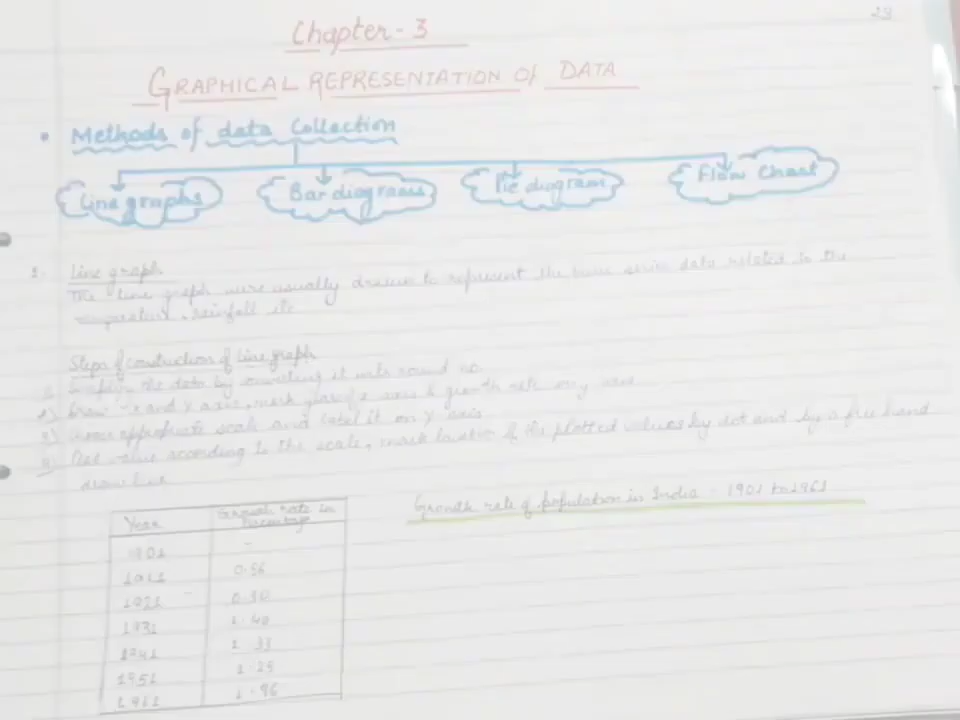 28
Chapter - 3
GRAPHICAL REPRESENTATION OF DATA
• Methods of data Collection
Line graphs Bar diagrams Pie diagram Flow Chart
1. Line graph
The line graph were usually drawn to represent the time series data related to the
temperature, rainfall etc
Steps of construction of line graph
Simplify the data by converting it into round no.
2) Draw x and Y axis, mark years of x axis & growth rate on y axis
3) Choose appropriate scale and label it on Y axis
4) value according to the scale, mark location of the plotted values by dot and by a free hand
draw line
Growth rate of population in India - 1901 to 1961
Year Growth rate in Percentage
1901 -
1911 0.56
1921 0.30
1931 1.40
1941 1.33
1951 1.25
1961 1.96